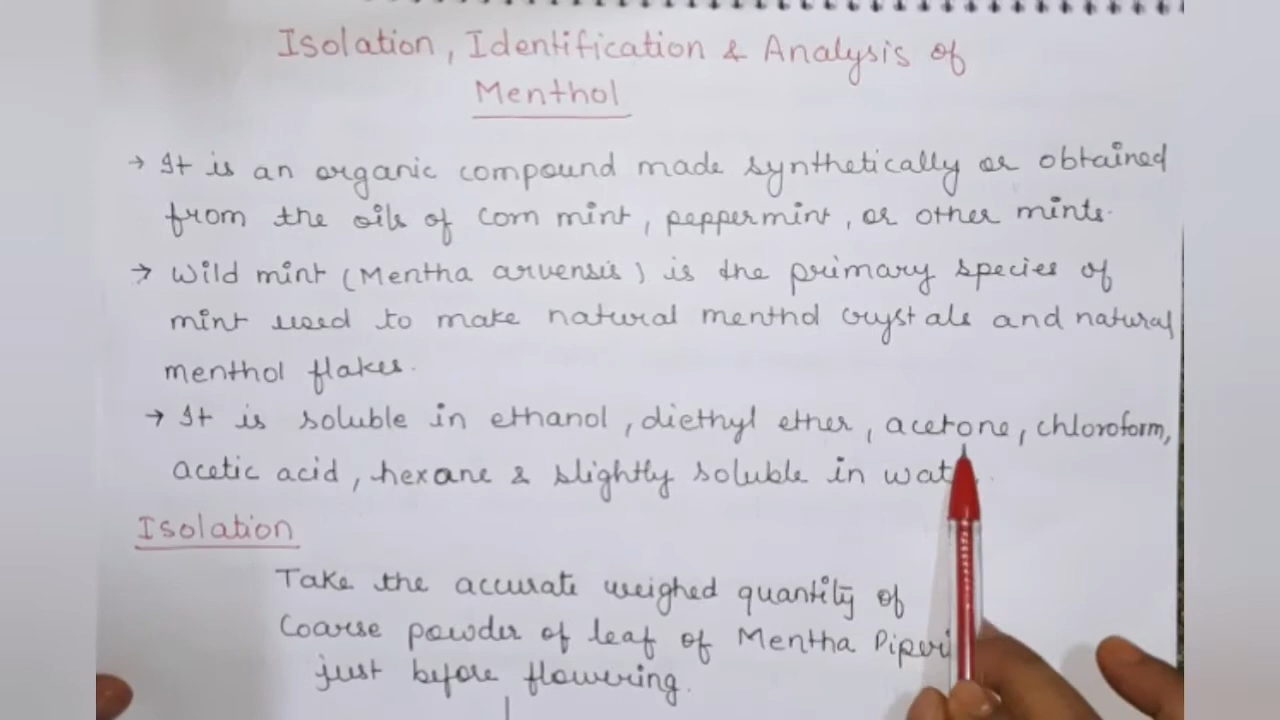 Isolation, Identification & Analysis of
Menthol
→ It is an organic compound made synthetically or obtained
from the oils of corn mint, peppermint, or other mints.
→ Wild mint (Mentha arvensis) is the primary species of
mint used to make natural menthol crystals and natural
menthol flakes.
→ It is soluble in ethanol, diethyl ether, acetone, chloroform,
acetic acid, hexane & slightly soluble in
Isolation
Take the accurate weighed quantity of
Coarse powder of leaf of Mentha
just before flowering.